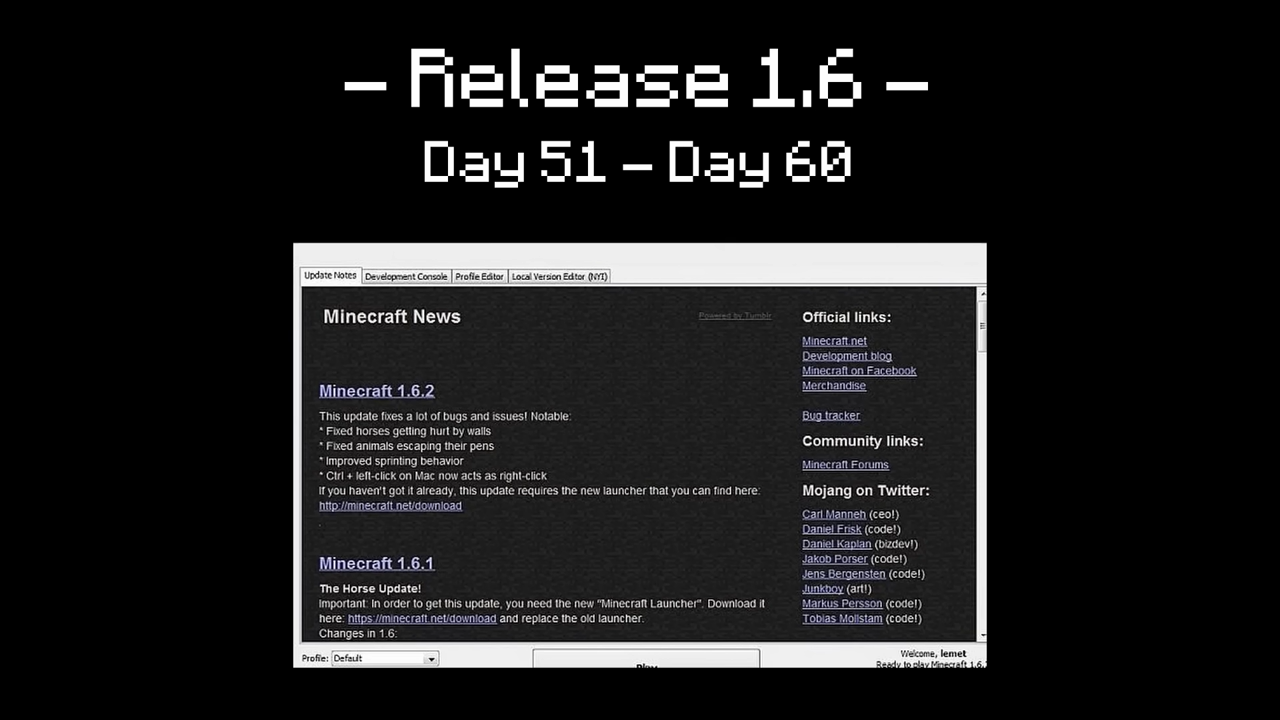 – Release 1.6 –
Day 51 – Day 60
Update Notes Development Console Profile Editor Local Version Editor (NYI)
Minecraft News
Powered by Tumblr
Minecraft 1.6.2
This update fixes a lot of bugs and issues! Notable:
* Fixed horses getting hurt by walls
* Fixed animals escaping their pens
* Improved sprinting behavior
* Ctrl + left-click on Mac now acts as right-click
If you haven't got it already, this update requires the new launcher that you can find here:
http://minecraft.net/download
.
Minecraft 1.6.1
The Horse Update!
Important: In order to get this update, you need the new "Minecraft Launcher". Download it
here: https://minecraft.net/download and replace the old launcher.
Changes in 1.6:
Official links:
Minecraft.net
Development blog
Minecraft on Facebook
Merchandise
Bug tracker
Community links:
Minecraft Forums
Mojang on Twitter:
Carl Manneh (ceo!)
Daniel Frisk (code!)
Daniel Kaplan (bizdev!)
Jakob Porser (code!)
Jens Bergensten (code!)
Junkboy (art!)
Markus Persson (code!)
Tobias Mollstam (code!)
Profile: Default
Play
Welcome, lemet
Ready to play Minecraft 1.6.